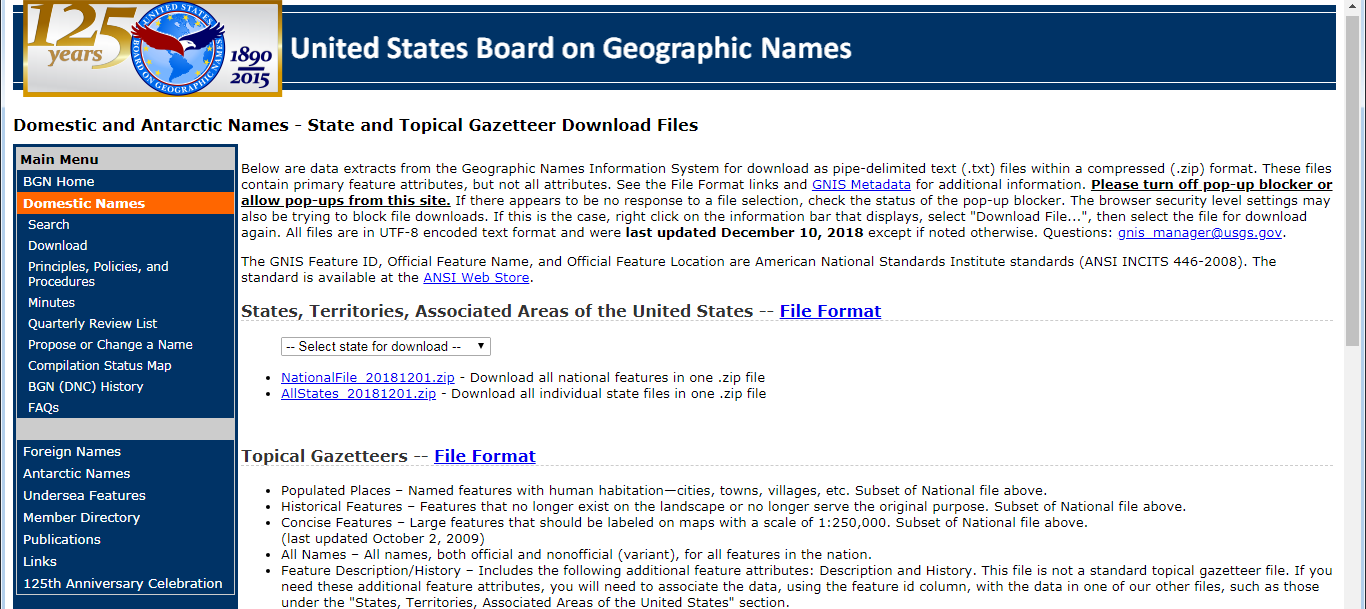 125
years
UNITED STATES
BOARD ON GEOGRAPHIC NAMES
1890
2015
United States Board on Geographic Names
Domestic and Antarctic Names - State and Topical Gazetteer Download Files
Main Menu
BGN Home
Domestic Names
Search
Download
Principles, Policies, and
Procedures
Minutes
Quarterly Review List
Propose or Change a Name
Compilation Status Map
BGN (DNC) History
FAQs
Foreign Names
Antarctic Names
Undersea Features
Member Directory
Publications
Links
125th Anniversary Celebration
Below are data extracts from the Geographic Names Information System for download as pipe-delimited text (.txt) files within a compressed (.zip) format. These files
contain primary feature attributes, but not all attributes. See the File Format links and GNIS Metadata for additional information. Please turn off pop-up blocker or
allow pop-ups from this site. If there appears to be no response to a file selection, check the status of the pop-up blocker. The browser security level settings may
also be trying to block file downloads. If this is the case, right click on the information bar that displays, select "Download File...", then select the file for download
again. All files are in UTF-8 encoded text format and were last updated December 10, 2018 except if noted otherwise. Questions: gnis_manager@usgs.gov.
The GNIS Feature ID, Official Feature Name, and Official Feature Location are American National Standards Institute standards (ANSI INCITS 446-2008). The
standard is available at the ANSI Web Store.
States, Territories, Associated Areas of the United States -- File Format
-- Select state for download --
• NationalFile_20181201.zip - Download all national features in one .zip file
• AllStates_20181201.zip - Download all individual state files in one .zip file
Topical Gazetteers -- File Format
• Populated Places – Named features with human habitation—cities, towns, villages, etc. Subset of National file above.
• Historical Features – Features that no longer exist on the landscape or no longer serve the original purpose. Subset of National file above.
• Concise Features – Large features that should be labeled on maps with a scale of 1:250,000. Subset of National file above.
(last updated October 2, 2009)
• All Names – All names, both official and nonofficial (variant), for all features in the nation.
• Feature Description/History – Includes the following additional feature attributes: Description and History. This file is not a standard topical gazetteer file. If you
need these additional feature attributes, you will need to associate the data, using the feature id column, with the data in one of our other files, such as those
under the "States, Territories, Associated Areas of the United States" section.